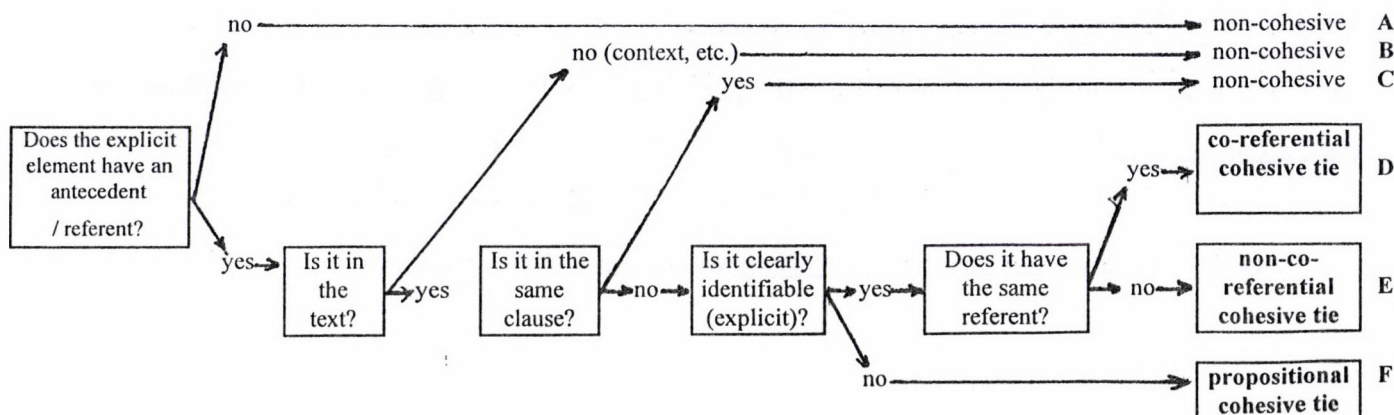 no non-cohesive A
no (context, etc.) non-cohesive B
yes non-cohesive C
Does the explicit
element have an
antecedent
/ referent?
co-referential
cohesive tie
yes D
yes
Is it in
the
text?
yes
Is it in the
same
clause?
no
Is it clearly
identifiable
(explicit)?
yes
Does it have
the same
referent?
no
non-co-
referential
cohesive tie
E
no
propositional
cohesive tie
F